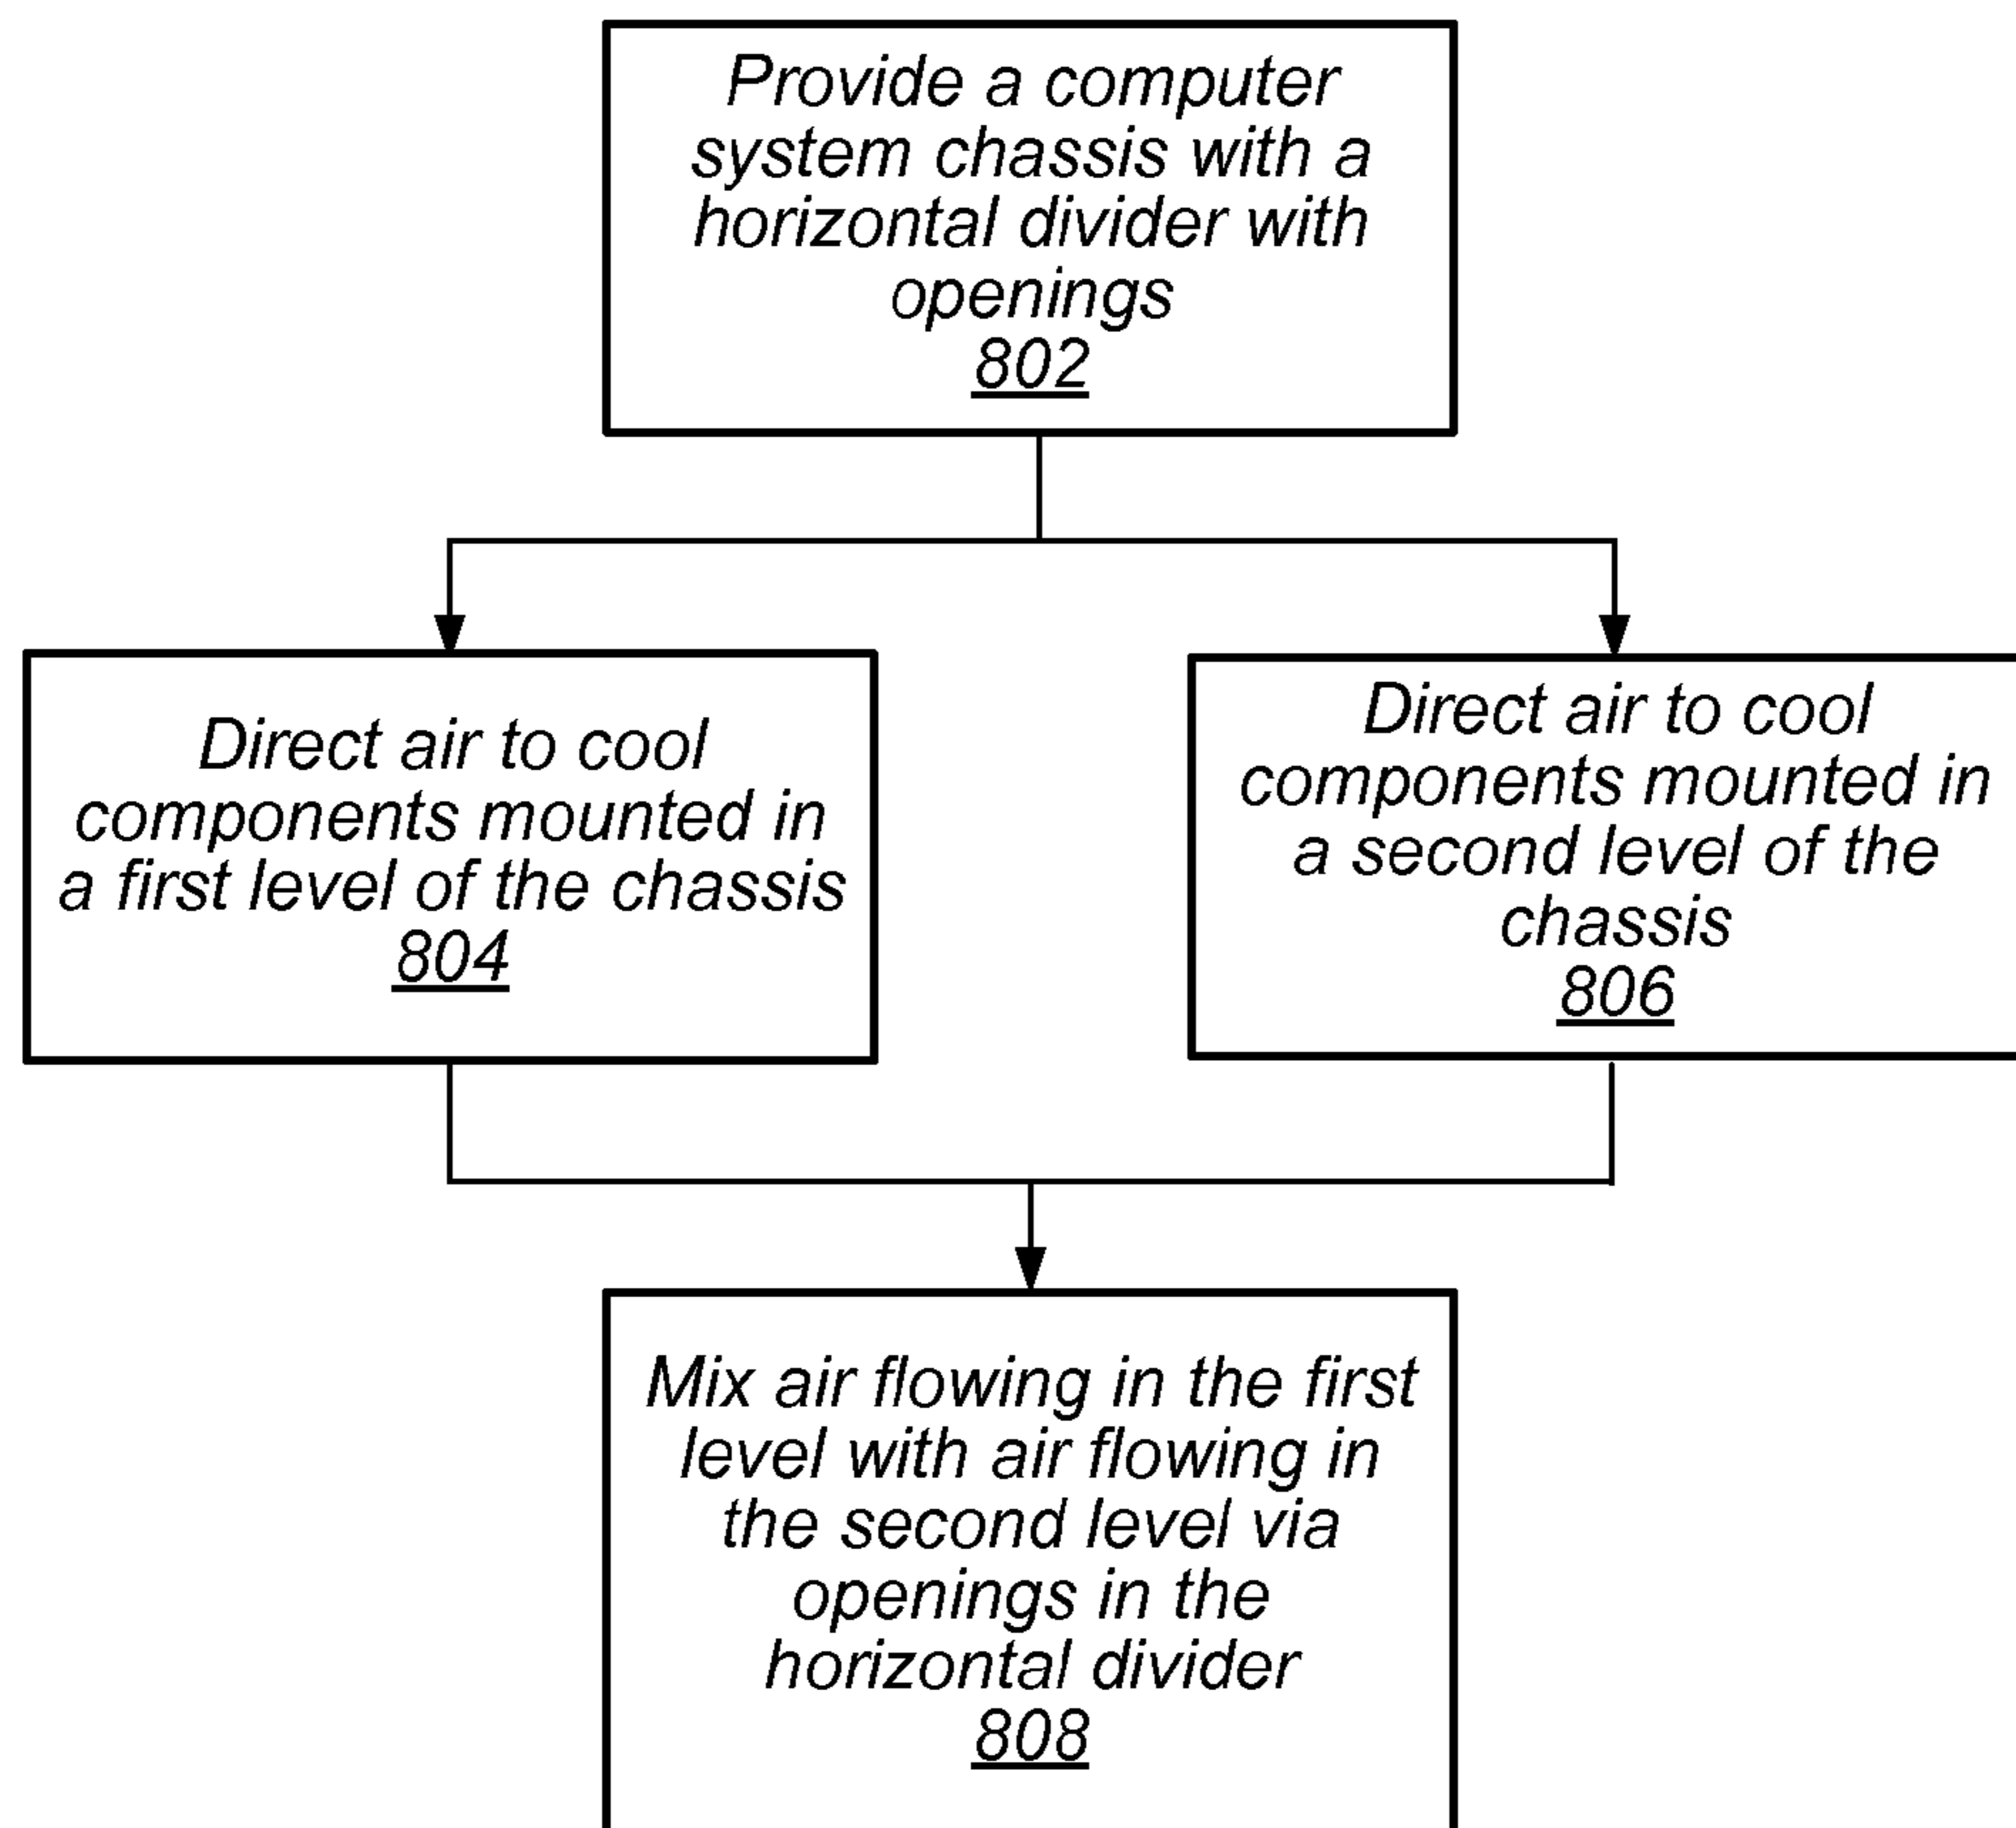 Provide a computer
system chassis with a
horizontal divider with
openings
802
Direct air to cool
components mounted in
a first level of the chassis
804
Direct air to cool
components mounted in
a second level of the
chassis
806
Mix air flowing in the first
level with air flowing in
the second level via
openings in the
horizontal divider
808